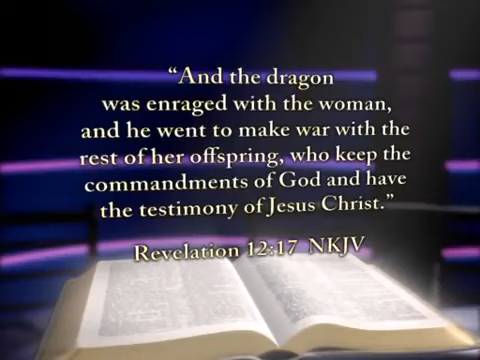 “And the dragon
was enraged with the woman,
and he went to make war with the
rest of her offspring, who keep the
commandments of God and have
the testimony of Jesus Christ.”
Revelation 12:17 NKJV